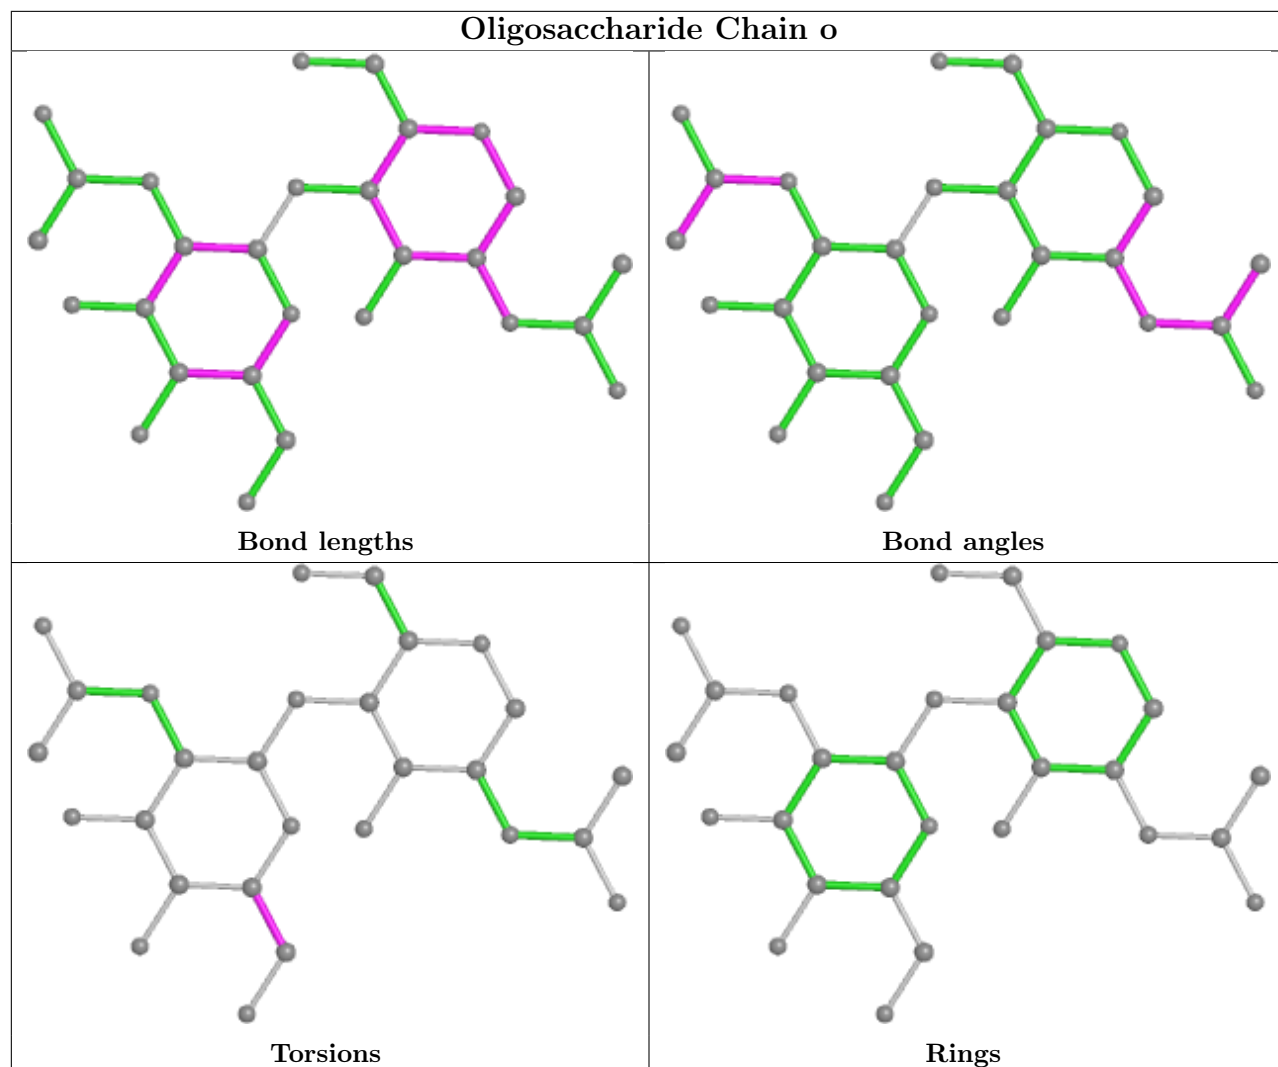 Oligosaccharide Chain o
Bond lengths
Bond angles
Torsions
Rings